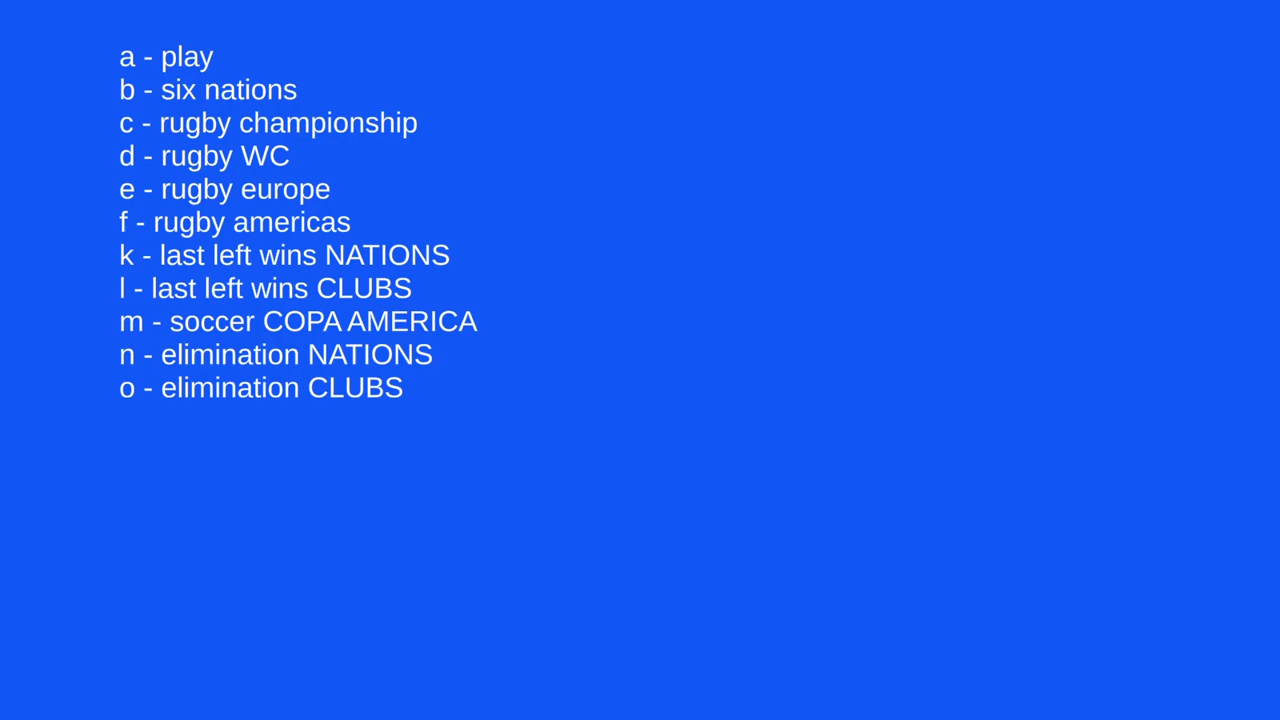 a - play
b - six nations
c - rugby championship
d - rugby WC
e - rugby europe
f - rugby americas
k - last left wins NATIONS
l - last left wins CLUBS
m - soccer COPA AMERICA
n - elimination NATIONS
o - elimination CLUBS